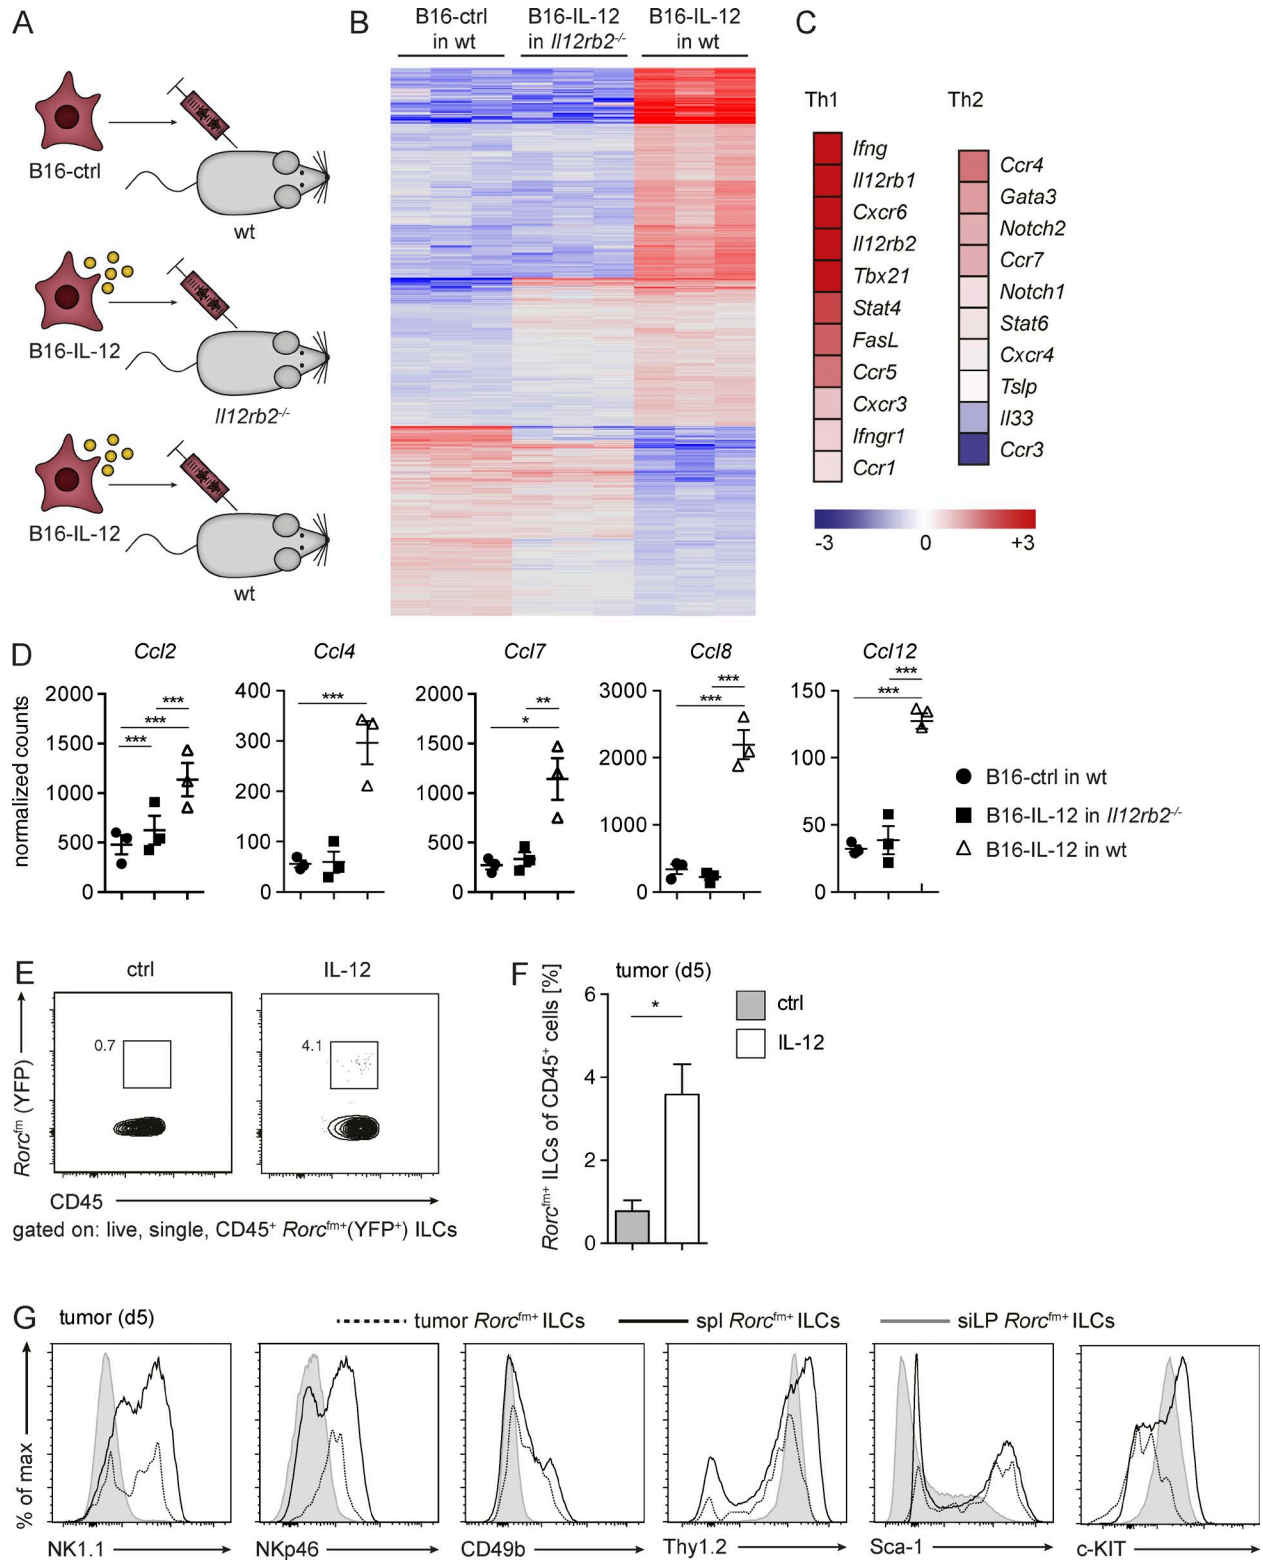 A
B16-ctrl
wt
B16-IL-12
Il12rb2-/-
B16-IL-12
wt
B
B16-ctrl
in wt
B16-IL-12
in Il12rb2-/-
B16-IL-12
in wt
C
Th1
Ifng
Il12rb1
Cxcr6
Il12rb2
Tbx21
Stat4
FasL
Ccr5
Cxcr3
Ifngr1
Ccr1
Th2
Ccr4
Gata3
Notch2
Ccr7
Notch1
Stat6
Cxcr4
Tslp
Il33
Ccr3
-3 0 +3
D
normalized counts
Ccl2
2000
1500
1000
500
0
***
***
***
Ccl4
400
300
200
100
0
***
Ccl7
2000
1500
1000
500
0
**
*
Ccl8
3000
2000
1000
0
***
***
Ccl12
150
100
50
0
***
***
B16-ctrl in wt
B16-IL-12 in Il12rb2-/-
B16-IL-12 in wt
E
ctrl
IL-12
0.7
4.1
Rorcfm (YFP)
CD45
gated on: live, single, CD45+ Rorcfm+(YFP+) ILCs
F
tumor (d5)
Rorcfm+ ILCs of CD45+ cells [%]
6
4
2
0
*
ctrl
IL-12
G
tumor (d5)
tumor Rorcfm+ ILCs
spl Rorcfm+ ILCs
siLP Rorcfm+ ILCs
% of max
NK1.1
NKp46
CD49b
Thy1.2
Sca-1
c-KIT